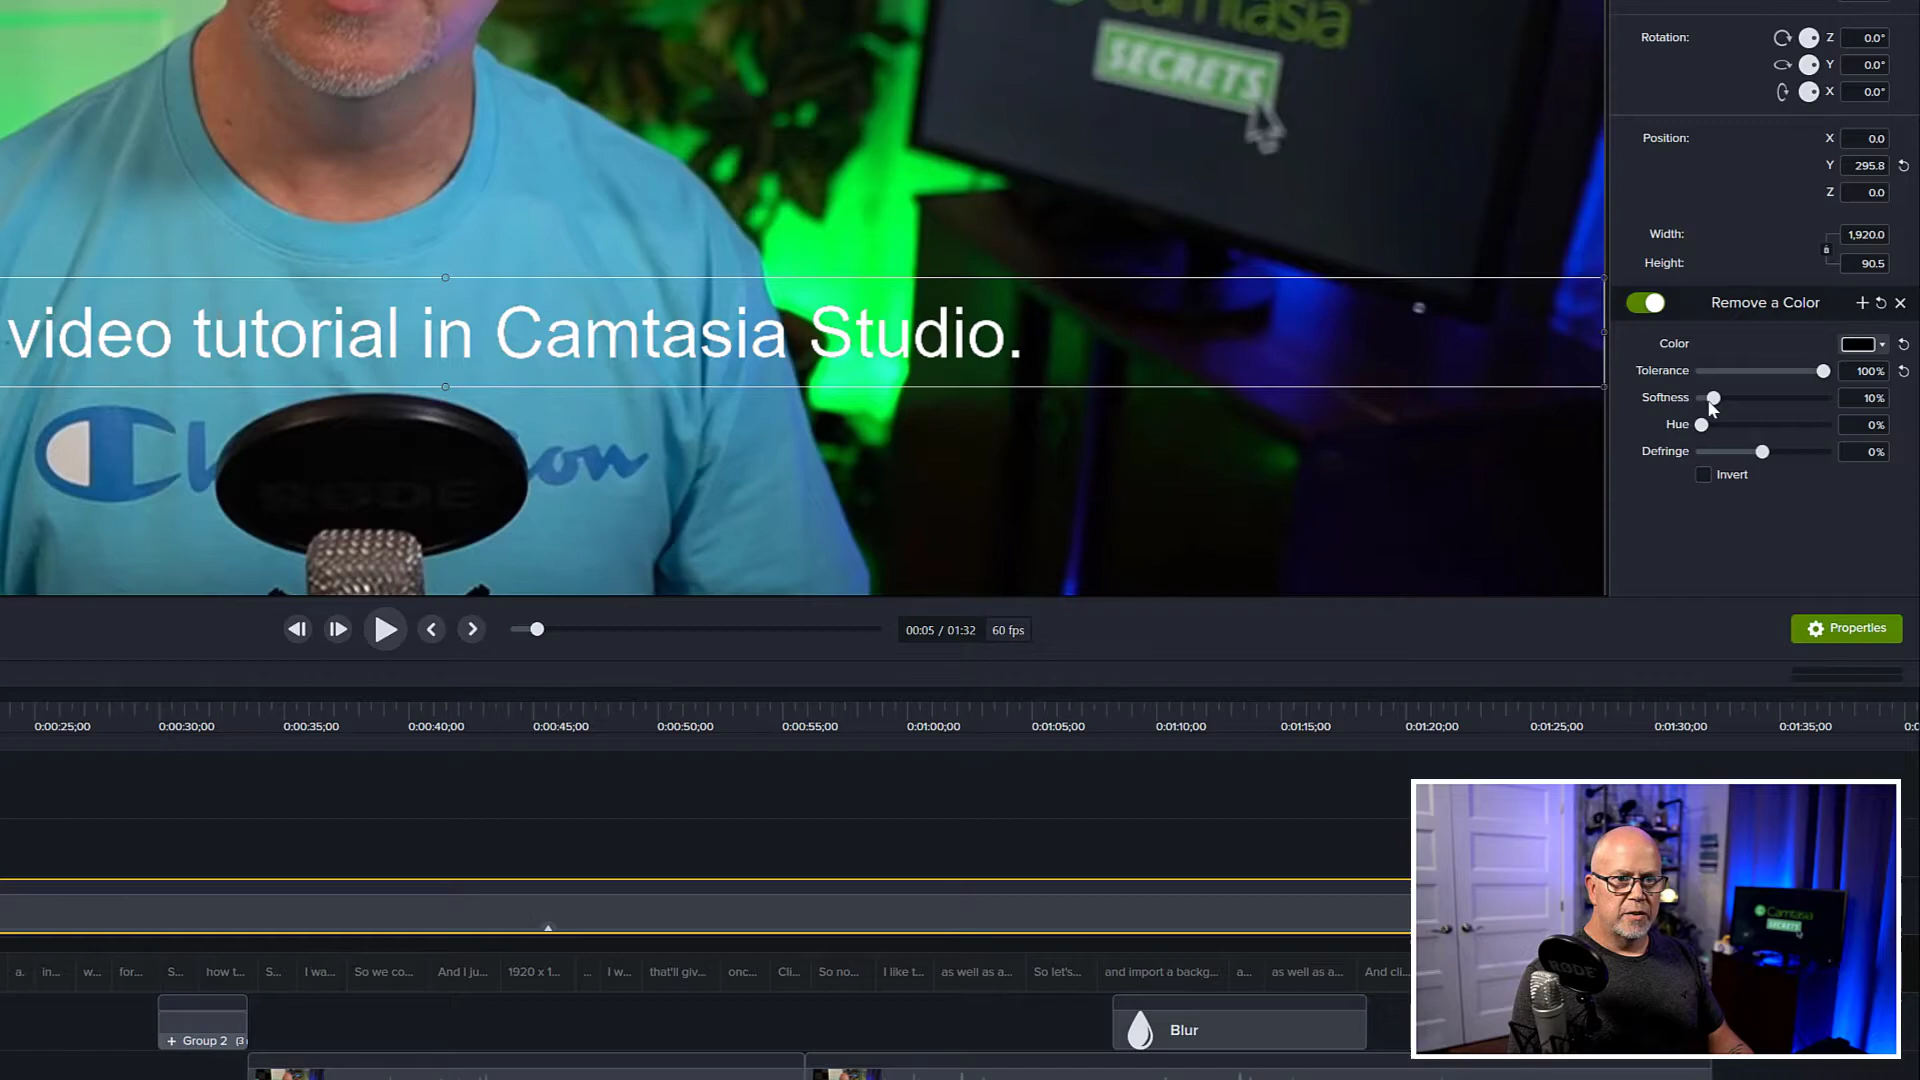 Camtasia
SECRETS
video tutorial in Camtasia Studio.
RØDE
Rotation:
Z 0.0°
Y 0.0°
X 0.0°
Position:
X 0.0
Y 295.8
Z 0.0
Width: 1,920.0
Height: 90.5
Remove a Color
Color
Tolerance 100%
Softness 10%
Hue 0%
Defringe 0%
Invert
00:05 / 01:32 60 fps
Properties
0:00:25;00 0:00:30;00 0:00:35;00 0:00:40;00 0:00:45;00 0:00:50;00 0:00:55;00 0:01:00;00 0:01:05;00 0:01:10;00 0:01:15;00 0:01:20;00 0:01:25;00 0:01:30;00 0:01:35;00
a. in... w... for... S... how t... S... I wa... So we co... And I ju... 1920 x 1... ... I w... that'll giv... onc... Cli... So no... I like t... as well as a... So let's... and import a backg... a... as well as a... And cli
+ Group 2
Blur
Camtasia
SECRETS
RØDE